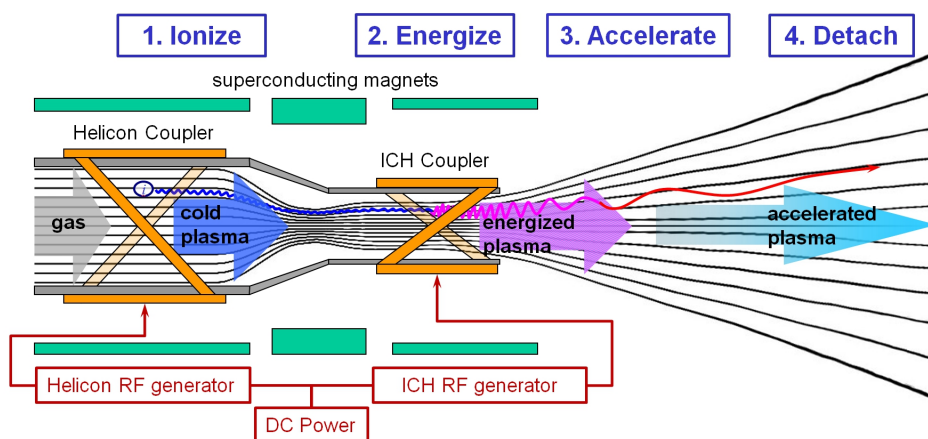 1. Ionize
2. Energize
3. Accelerate
4. Detach
superconducting magnets
Helicon Coupler
ICH Coupler
i
gas
cold
plasma
energized
plasma
accelerated
plasma
Helicon RF generator
ICH RF generator
DC Power